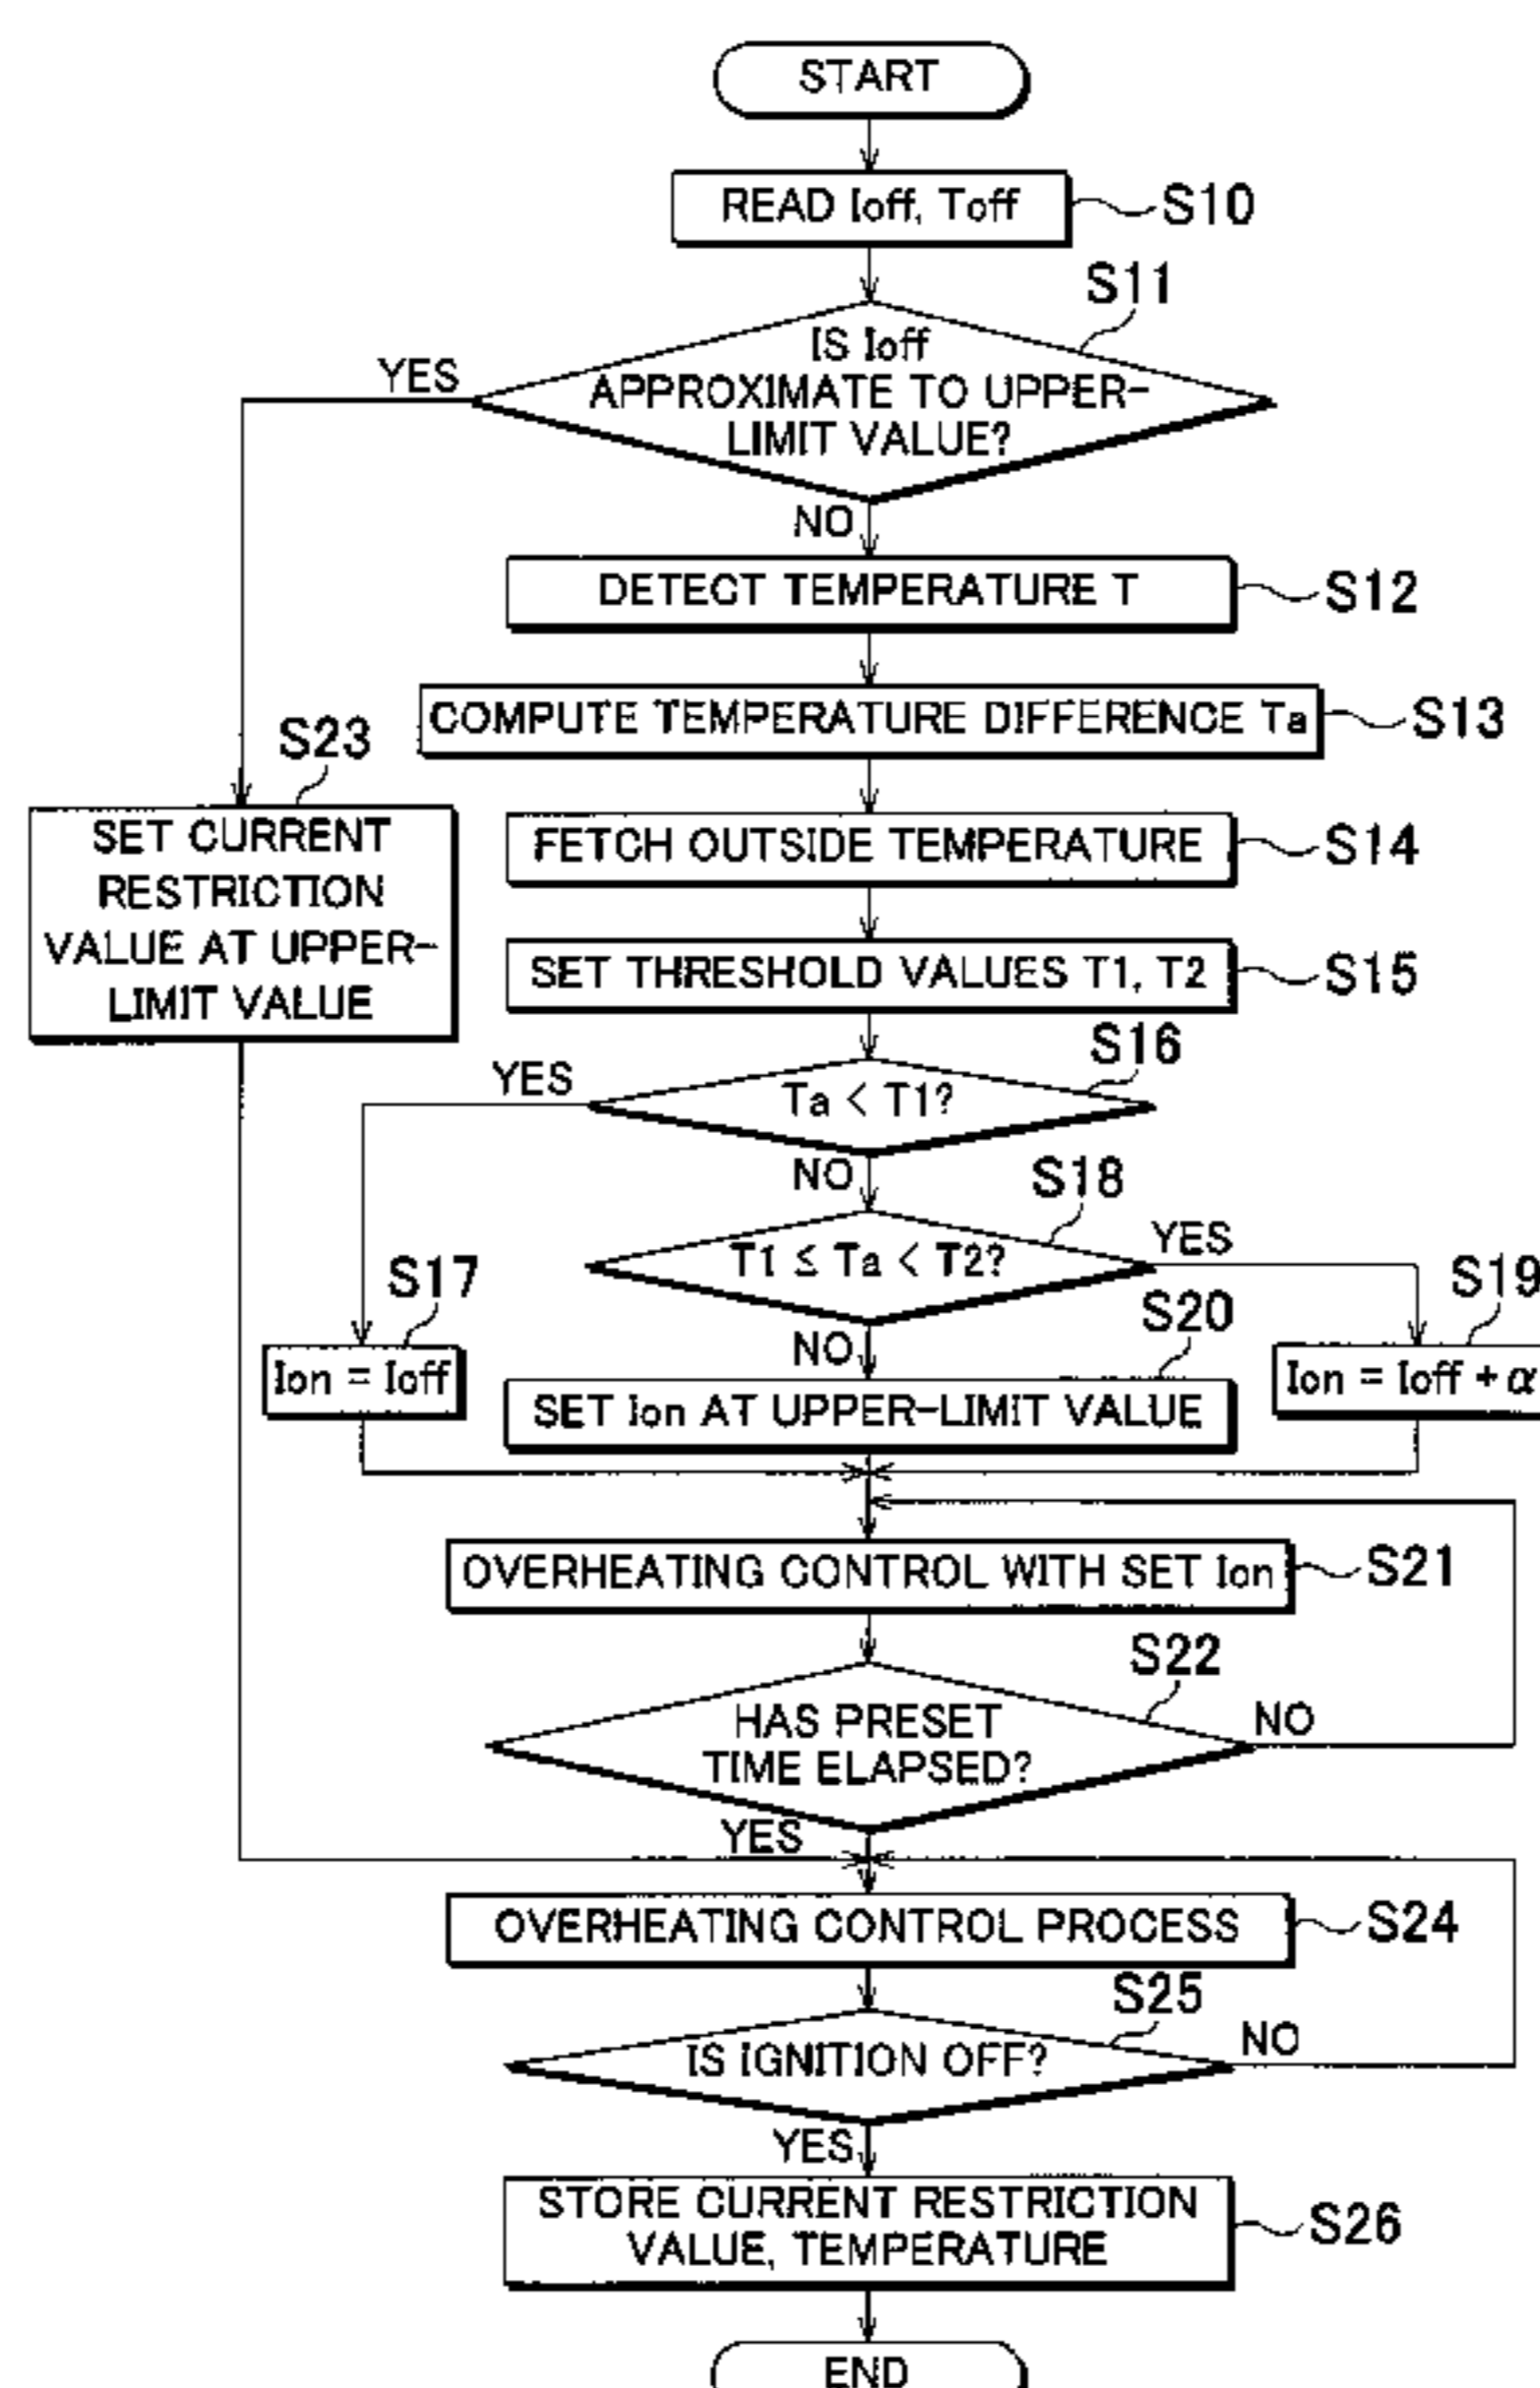 START
READ Ioff, Toff
S10
S11
IS Ioff
APPROXIMATE TO UPPER-
LIMIT VALUE?
YES
NO
DETECT TEMPERATURE T
S12
COMPUTE TEMPERATURE DIFFERENCE Ta
S13
S23
SET CURRENT
RESTRICTION
VALUE AT UPPER-
LIMIT VALUE
FETCH OUTSIDE TEMPERATURE
S14
SET THRESHOLD VALUES T1, T2
S15
S16
YES
Ta < T1?
NO
S18
T1 ≤ Ta < T2?
YES
S17
Ion = Ioff
NO
S20
SET Ion AT UPPER-LIMIT VALUE
S19
Ion = Ioff + α
OVERHEATING CONTROL WITH SET Ion
S21
S22
HAS PRESET
TIME ELAPSED?
NO
YES
OVERHEATING CONTROL PROCESS
S24
S25
IS IGNITION OFF?
NO
YES
STORE CURRENT RESTRICTION
VALUE, TEMPERATURE
S26
END